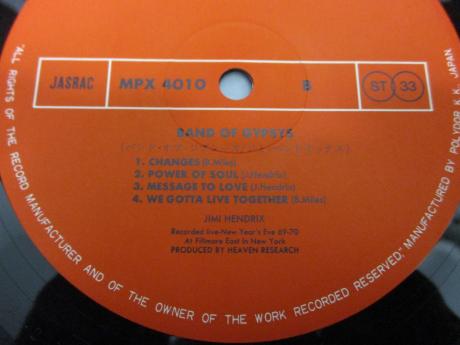 JASRAC MPX 4010 B ST 33
BAND OF GYPSYS
1. CHANGES (B.Miles)
2. POWER OF SOUL (J.Hendrix)
3. MESSAGE TO LOVE (J.Hendrix)
4. WE GOTTA LIVE TOGETHER (B.Miles)
JIMI HENDRIX
Recorded live-New Year's Eve 69-70
At Fillmore East in New York
PRODUCED BY HEAVEN RESEARCH
"ALL RIGHTS OF THE RECORD MANUFACTURER AND OF THE OWNER OF THE WORK RECORDED RESERVED," MANUFACTURED BY POLYDOR K.K. JAPAN